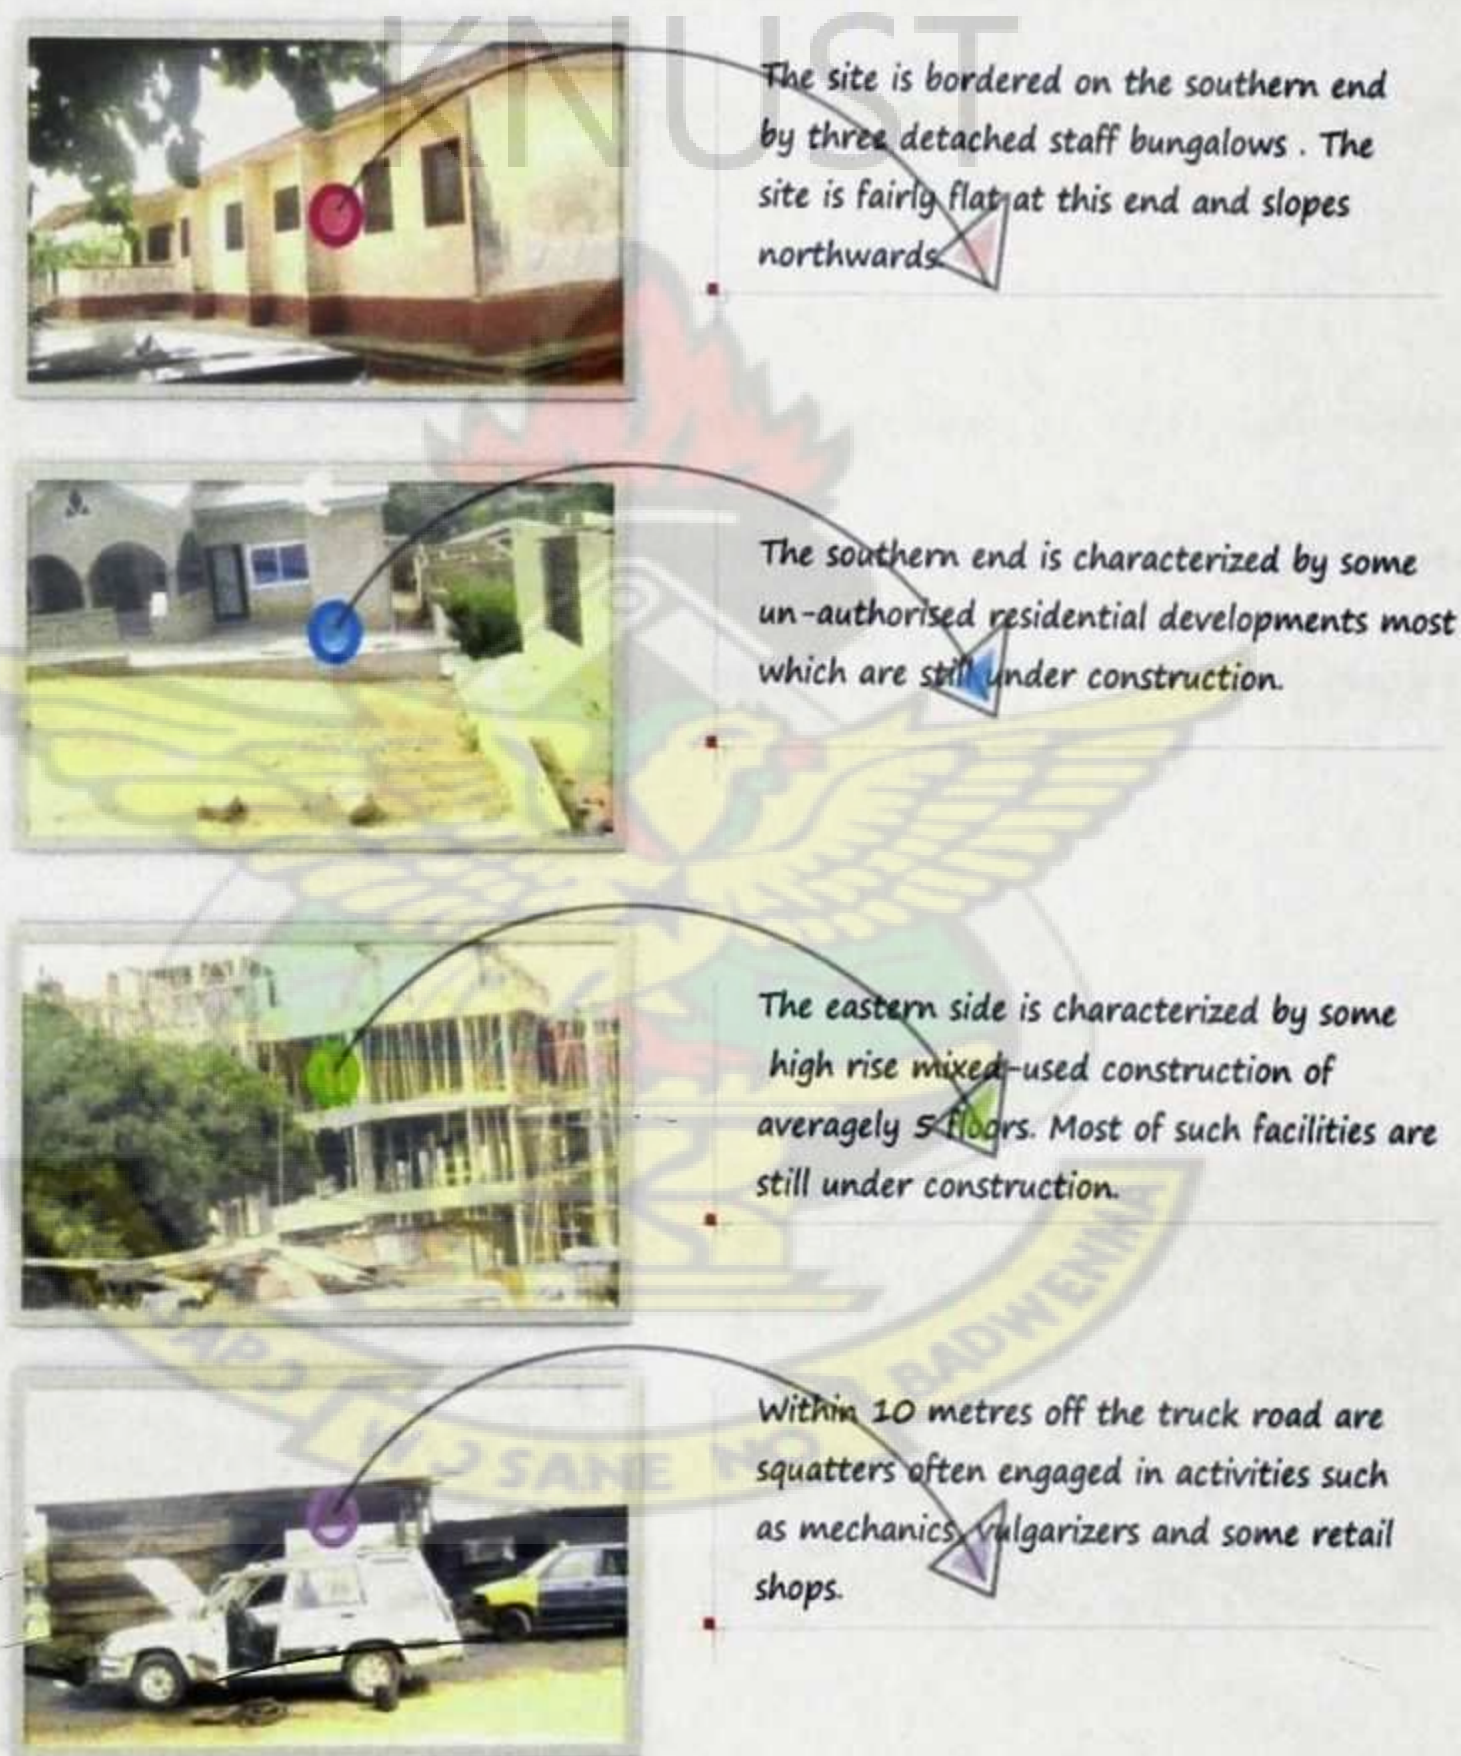 KNUST
The site is bordered on the southern end
by three detached staff bungalows . The
site is fairly flat at this end and slopes
northwards.
The southern end is characterized by some
un-authorised residential developments most
which are still under construction.
The eastern side is characterized by some
high rise mixed-used construction of
averagely 5 floors. Most of such facilities are
still under construction.
Within 10 metres off the truck road are
squatters often engaged in activities such
as mechanics, vulgarizers and some retail
shops.
W J SANE NO BADWENMA